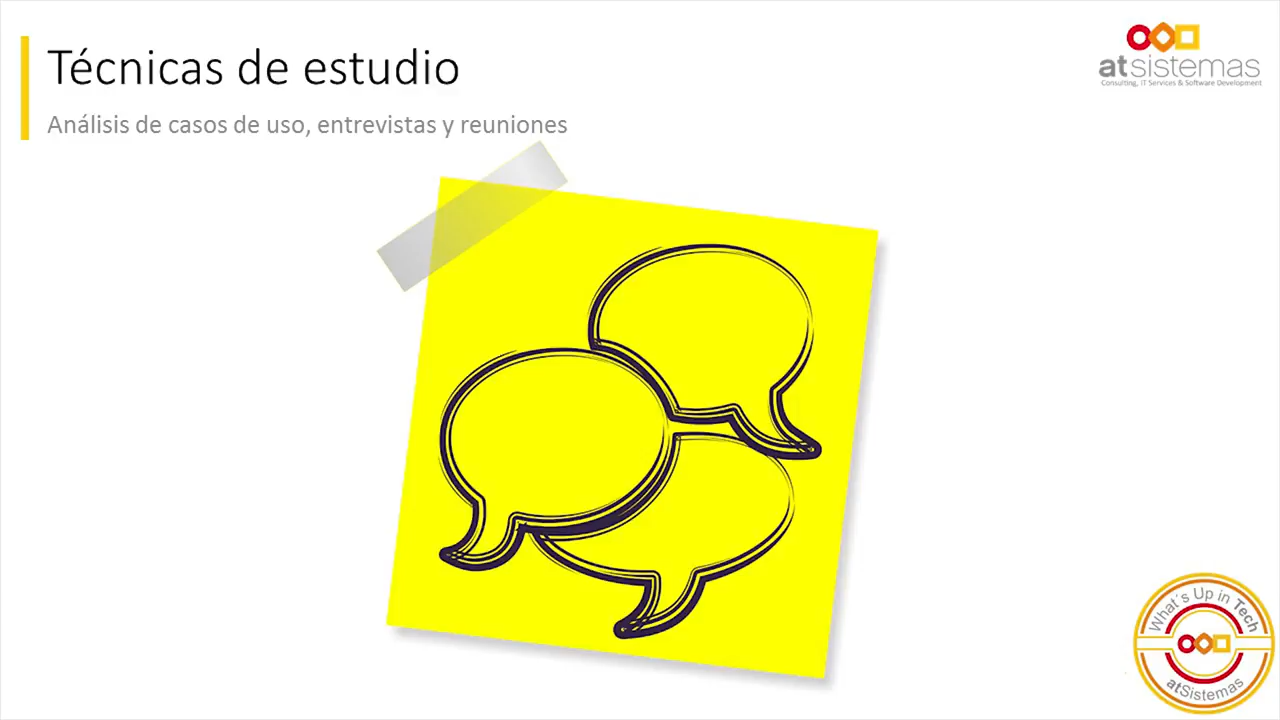 Técnicas de estudio
Análisis de casos de uso, entrevistas y reuniones
atsistemas
Consulting, IT Services & Software Development
What's Up in Tech
atSistemas